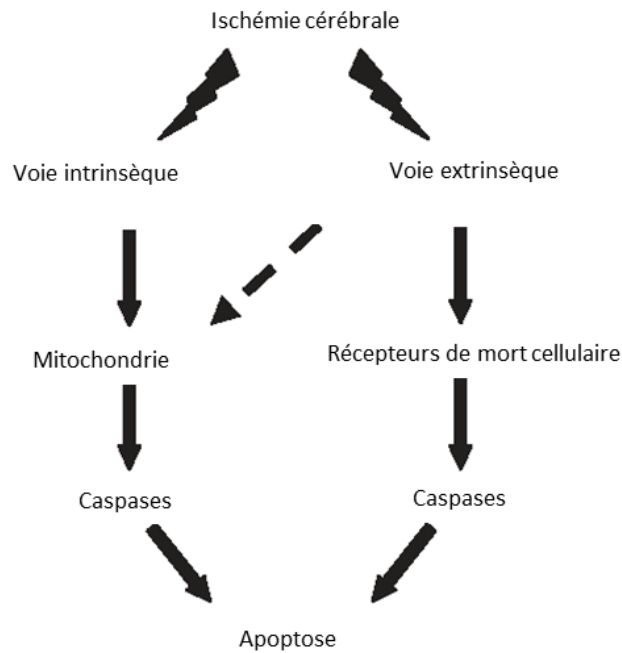 Ischémie cérébrale
Voie intrinsèque
Voie extrinsèque
Mitochondrie
Récepteurs de mort cellulaire
Caspases
Caspases
Apoptose